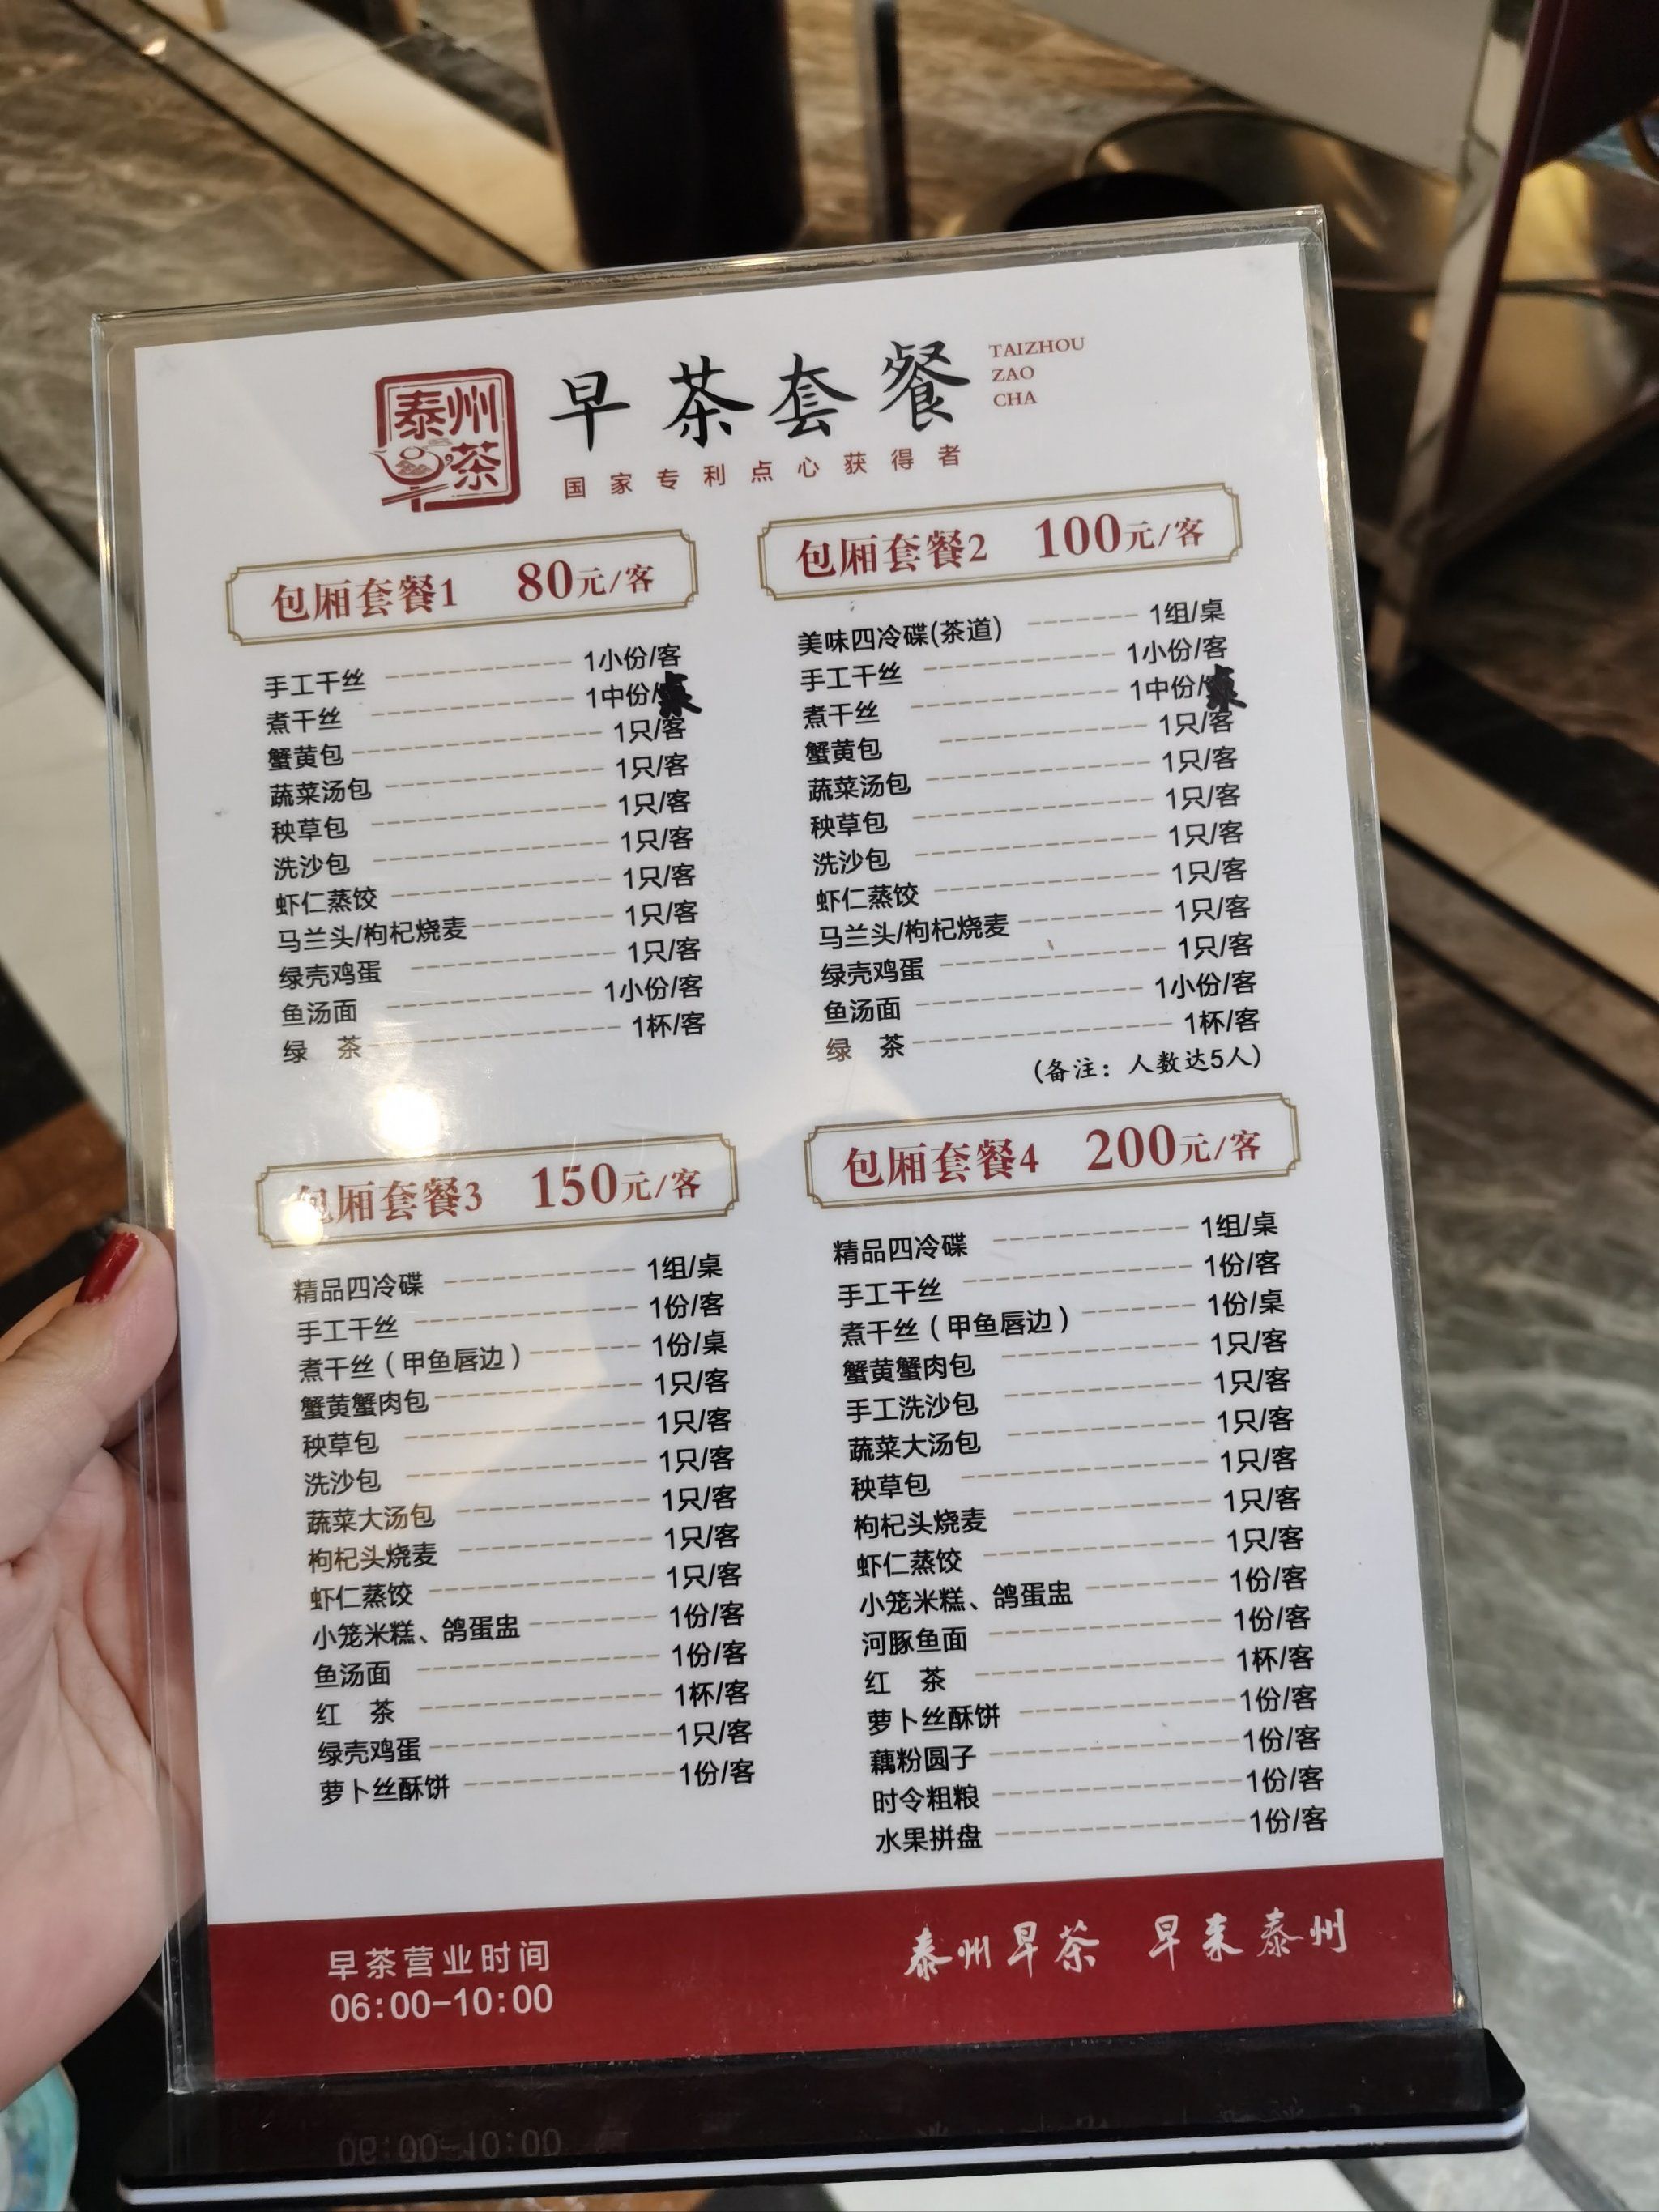 泰州
早茶
早茶套餐
TAIZHOU
ZAO
CHA
国家专利点心获得者
包厢套餐1 80元/客
手工干丝 1小份/客
煮干丝 1中份/桌
蟹黄包 1只/客
蔬菜汤包 1只/客
秧草包 1只/客
洗沙包 1只/客
虾仁蒸饺 1只/客
马兰头/枸杞烧麦 1只/客
绿壳鸡蛋 1只/客
鱼汤面 1小份/客
绿 茶 1杯/客
包厢套餐2 100元/客
美味四冷碟(茶道) 1组/桌
手工干丝 1小份/客
煮干丝 1中份/桌
蟹黄包 1只/客
蔬菜汤包 1只/客
秧草包 1只/客
洗沙包 1只/客
虾仁蒸饺 1只/客
马兰头/枸杞烧麦 1只/客
绿壳鸡蛋 1只/客
鱼汤面 1小份/客
绿 茶 1杯/客
(备注：人数达5人)
包厢套餐3 150元/客
精品四冷碟 1组/桌
手工干丝 1份/客
煮干丝（甲鱼唇边） 1份/桌
蟹黄蟹肉包 1只/客
秧草包 1只/客
洗沙包 1只/客
蔬菜大汤包 1只/客
枸杞头烧麦 1只/客
虾仁蒸饺 1只/客
小笼米糕、鸽蛋盅 1份/客
鱼汤面 1份/客
红 茶 1杯/客
绿壳鸡蛋 1只/客
萝卜丝酥饼 1份/客
包厢套餐4 200元/客
精品四冷碟 1组/桌
手工干丝 1份/客
煮干丝（甲鱼唇边） 1份/桌
蟹黄蟹肉包 1只/客
手工洗沙包 1只/客
蔬菜大汤包 1只/客
秧草包 1只/客
枸杞头烧麦 1只/客
虾仁蒸饺 1只/客
小笼米糕、鸽蛋盅 1份/客
河豚鱼面 1份/客
红 茶 1杯/客
萝卜丝酥饼 1份/客
藕粉圆子 1份/客
时令粗粮 1份/客
水果拼盘 1份/客
早茶营业时间
06:00-10:00
泰州早茶 早来泰州